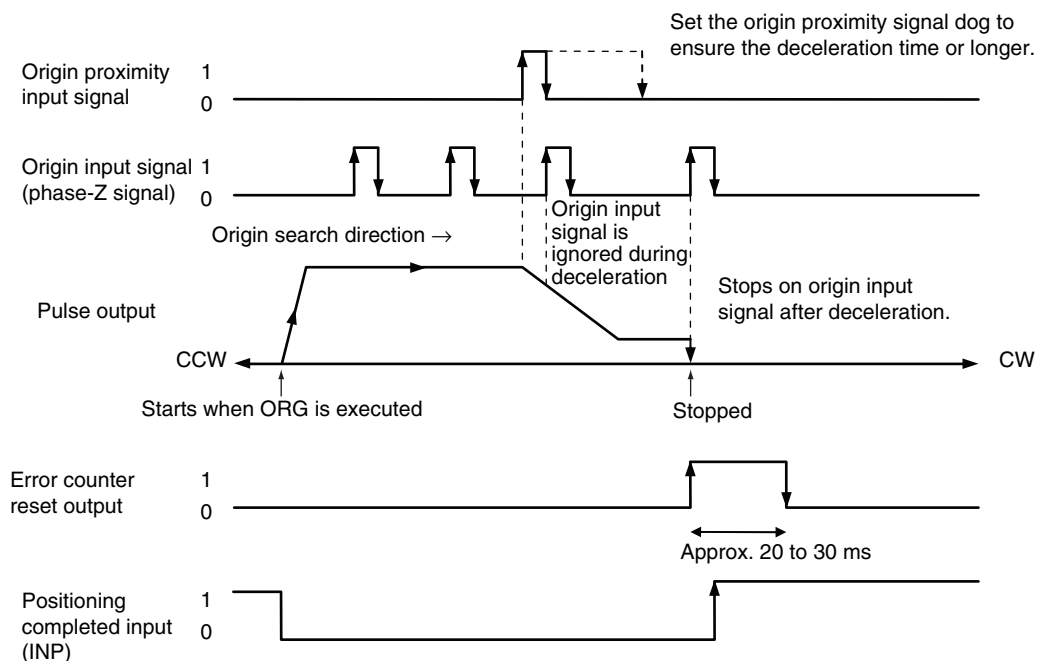 Set the origin proximity signal dog to
ensure the deceleration time or longer.
Origin proximity
input signal
1
0
Origin input signal
(phase-Z signal)
1
0
Origin input
signal is
ignored during
deceleration
Origin search direction →
Pulse output
Stops on origin input
signal after deceleration.
CCW
CW
Starts when ORG is executed
Stopped
Error counter
reset output
1
0
Approx. 20 to 30 ms
Positioning
completed input
(INP)
1
0